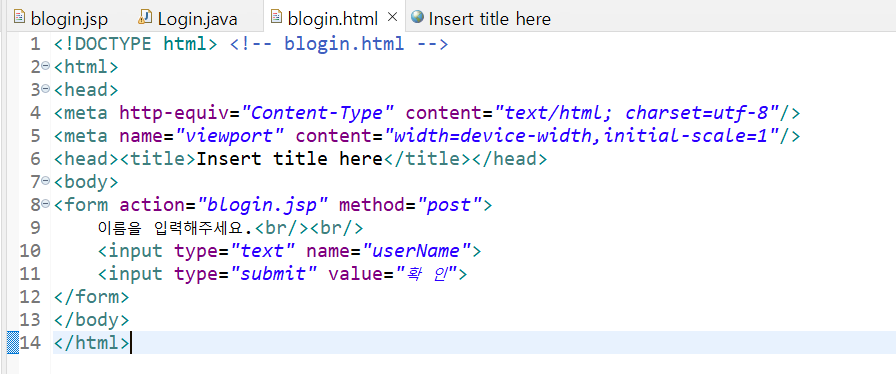 blogin.jsp Login.java blogin.html Insert title here
1 <!DOCTYPE html> <!-- blogin.html -->
2 <html>
3 <head>
4 <meta http-equiv="Content-Type" content="text/html; charset=utf-8"/>
5 <meta name="viewport" content="width=device-width,initial-scale=1"/>
6 <head><title>Insert title here</title></head>
7 <body>
8 <form action="blogin.jsp" method="post">
9     이름을 입력해주세요.<br/><br/>
10     <input type="text" name="userName">
11     <input type="submit" value="확 인">
12 </form>
13 </body>
14 </html>